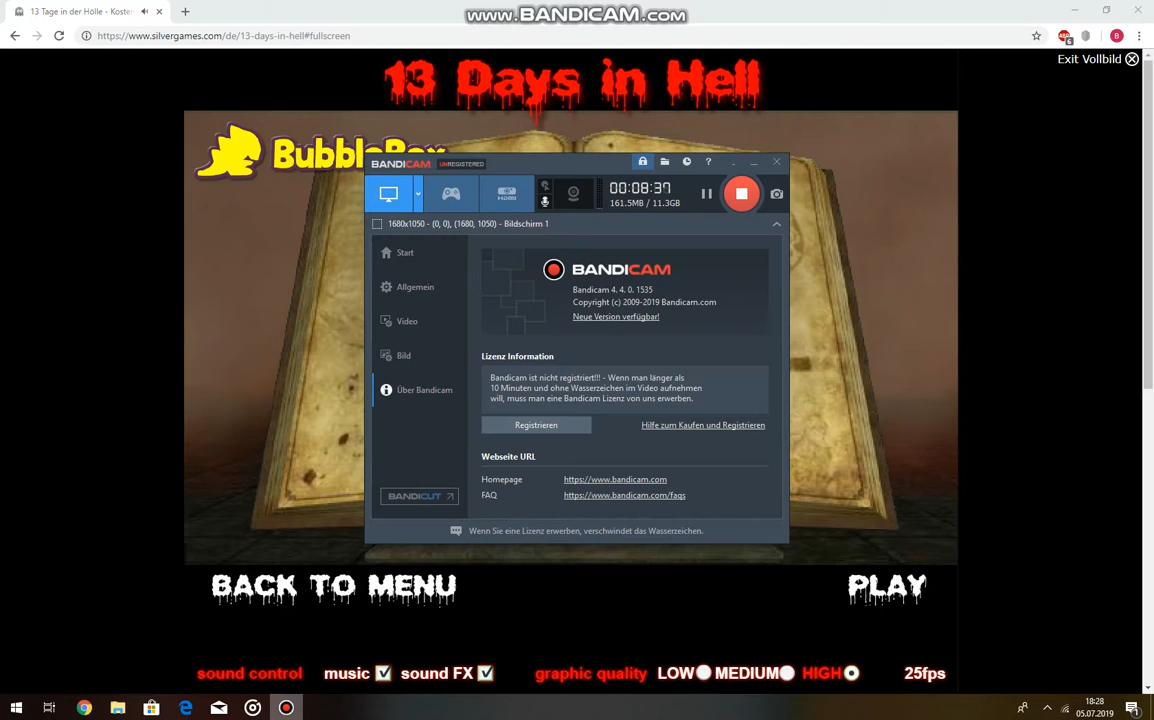 13 Tage in der Hölle - Kosten
www.BANDICAM.com
https://www.silvergames.com/de/13-days-in-hell#fullscreen
6
B
Exit Vollbild
13 Days in Hell
BubbleBox
BANDICAM UNREGISTERED
HDMI
00:08:37
161.5MB / 11.3GB
1680x1050 - (0, 0), (1680, 1050) - Bildschirm 1
Start
Allgemein
Video
Bild
Über Bandicam
BANDICUT
BANDICAM
Bandicam 4. 4. 0. 1535
Copyright (c) 2009-2019 Bandicam.com
Neue Version verfügbar!
Lizenz Information
Bandicam ist nicht registriert!!! - Wenn man länger als
10 Minuten und ohne Wasserzeichen im Video aufnehmen
will, muss man eine Bandicam Lizenz von uns erwerben.
Registrieren
Hilfe zum Kaufen und Registrieren
Webseite URL
Homepage https://www.bandicam.com
FAQ https://www.bandicam.com/faqs
Wenn Sie eine Lizenz erwerben, verschwindet das Wasserzeichen.
BACK TO MENU
PLAY
sound control music sound FX graphic quality LOW MEDIUM HIGH 25fps
18:28
05.07.2019
1